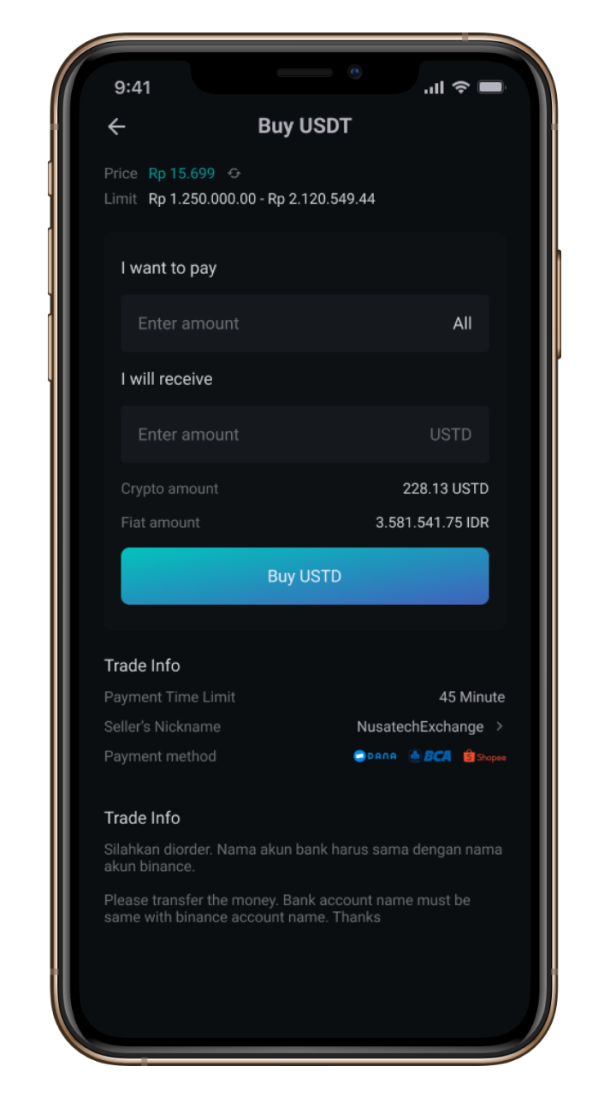 9:41
Buy USDT
Price Rp 15.699
Limit Rp 1.250.000.00 - Rp 2.120.549.44
I want to pay
Enter amount All
I will receive
Enter amount USTD
Crypto amount 228.13 USTD
Fiat amount 3.581.541.75 IDR
Buy USTD
Trade Info
Payment Time Limit 45 Minute
Seller's Nickname NusatechExchange
Payment method DANA BCA Shopee
Trade Info
Silahkan diorder. Nama akun bank harus sama dengan nama
akun binance.
Please transfer the money. Bank account name must be
same with binance account name. Thanks